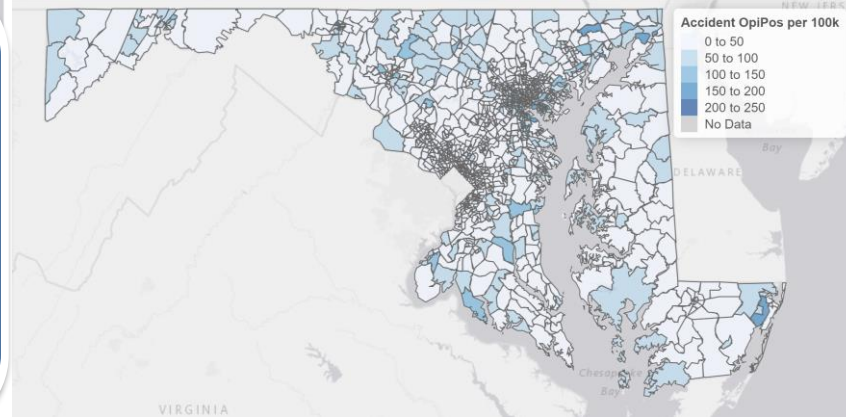 NEW JERS
Accident OpiPos per 100k
0 to 50
50 to 100
100 to 150
150 to 200
200 to 250
No Data
Bay
DELAWARE
Chesapeake
Bay
VIRGINIA